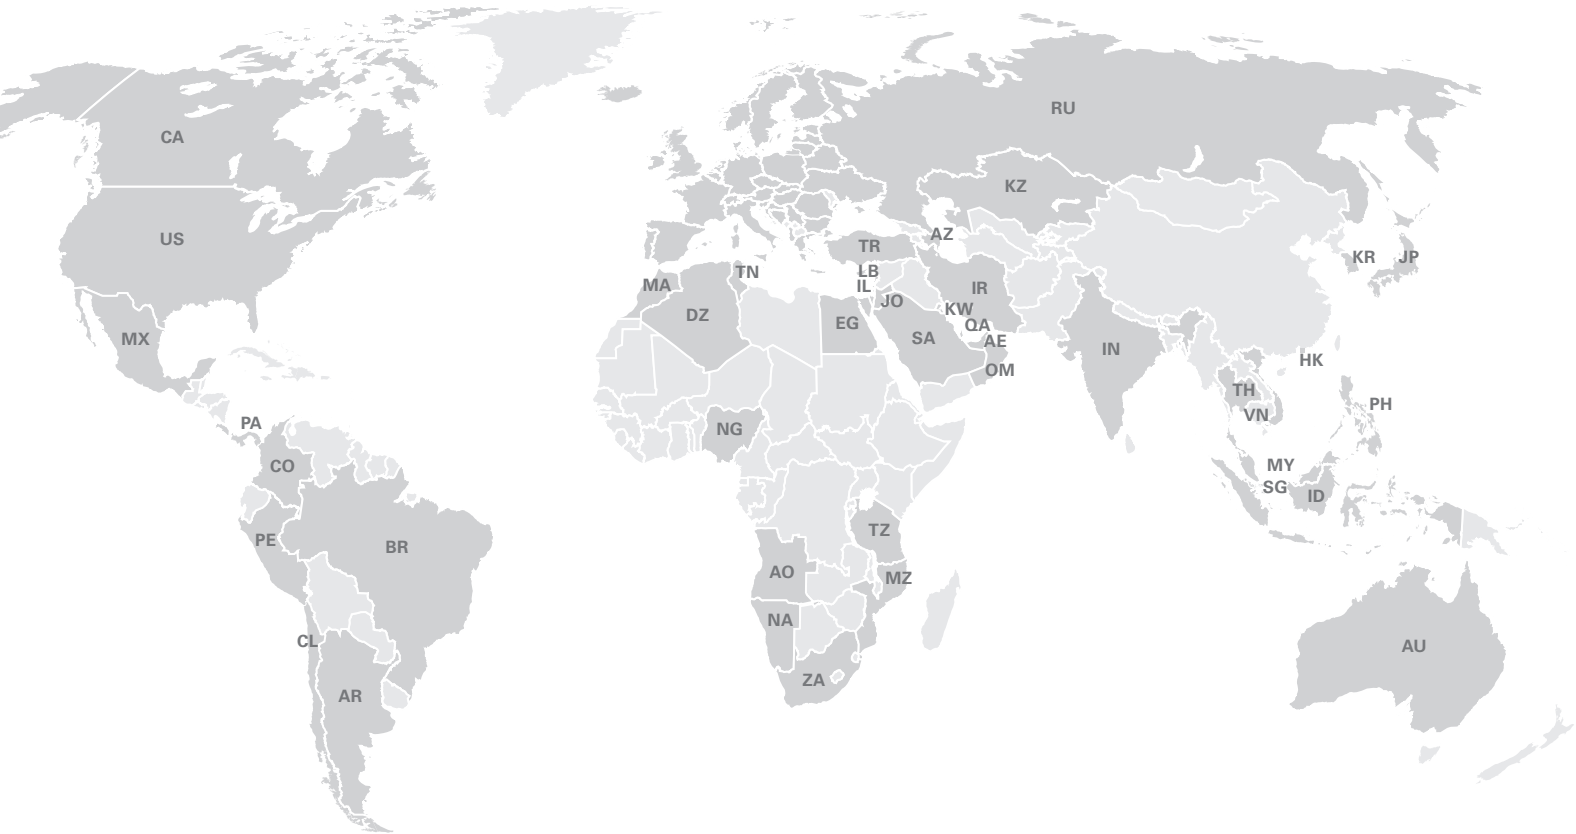 RU
CA
KZ
US
AZ
TR
KR
JP
LB
TN
IL
MA
IR
JO
KW
DZ
QA
EG
SA
AE
MX
IN
HK
OM
TH
PH
VN
PA
NG
CO
MY
SG
ID
TZ
PE
BR
AO
MZ
NA
CL
AU
ZA
AR